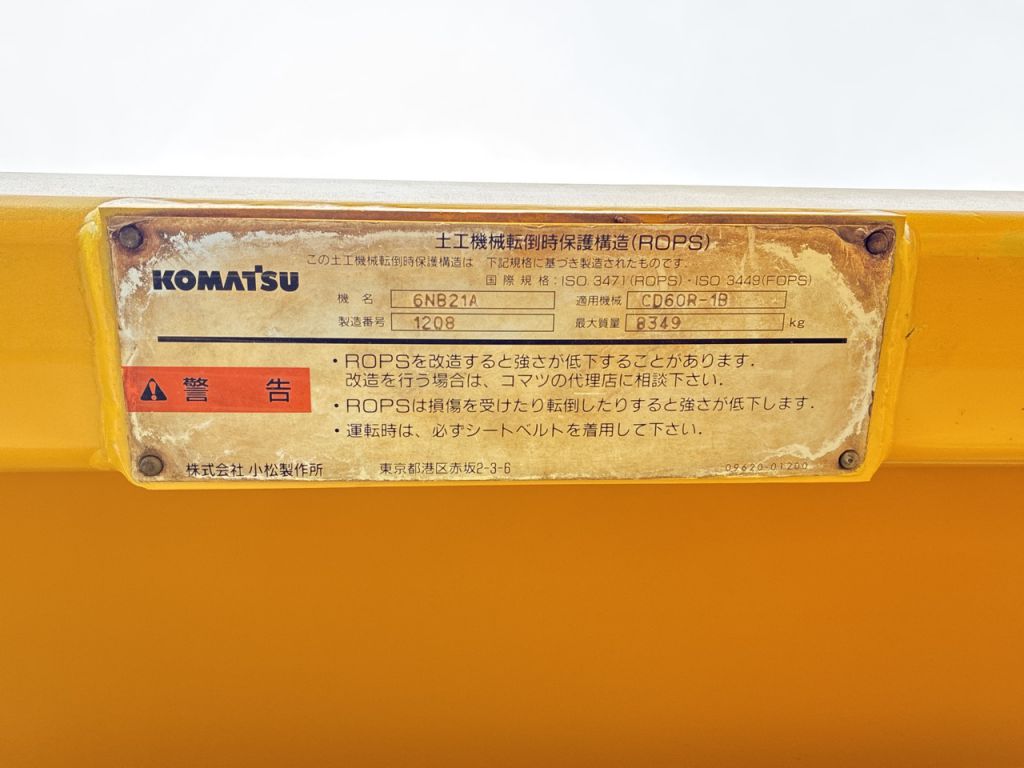 土工機械転倒時保護構造(ROPS)
この土工機械転倒時保護構造は 下記規格に基づき製造されたものです.
KOMATSU
国際規格:ISO 3471(ROPS)・ISO 3449(FOPS)
機名 6NB21A 適用機械 CD60R-1B
製造番号 1208 最大質量 8349 kg
・ROPSを改造すると強さが低下することがあります.
改造を行う場合は、コマツの代理店に相談下さい.
警告
・ROPSは損傷を受けたり転倒したりすると強さが低下します.
・運転時は、必ずシートベルトを着用して下さい.
株式会社 小松製作所 東京都港区赤坂2-3-6 09620-01200